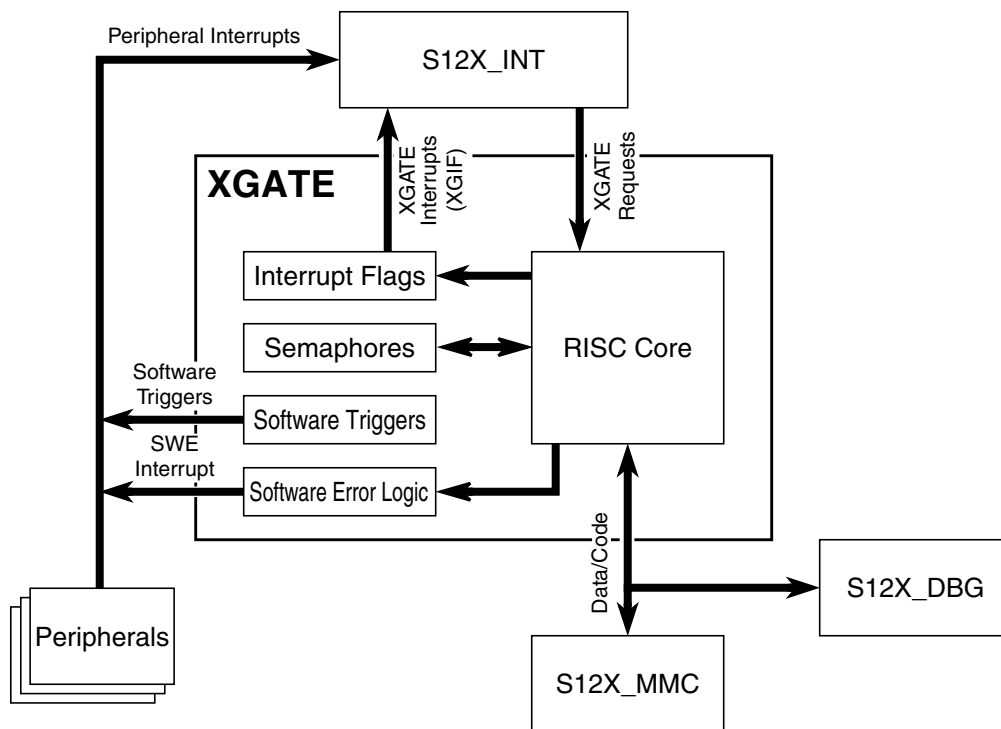 Peripheral Interrupts
S12X_INT
XGATE
XGATE
Interrupts
(XGIF)
XGATE
Requests
Interrupt Flags
Semaphores
RISC Core
Software
Triggers
Software Triggers
SWE
Interrupt
Software Error Logic
Data/Code
S12X_DBG
Peripherals
S12X_MMC